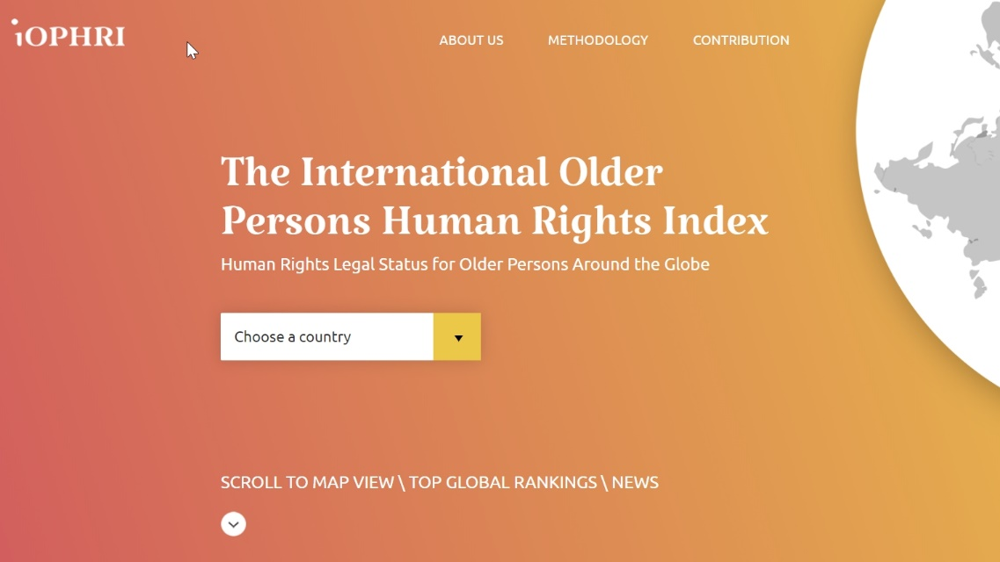 iOPHRI
ABOUT US METHODOLOGY CONTRIBUTION
The International Older
Persons Human Rights Index
Human Rights Legal Status for Older Persons Around the Globe
Choose a country
SCROLL TO MAP VIEW \ TOP GLOBAL RANKINGS \ NEWS